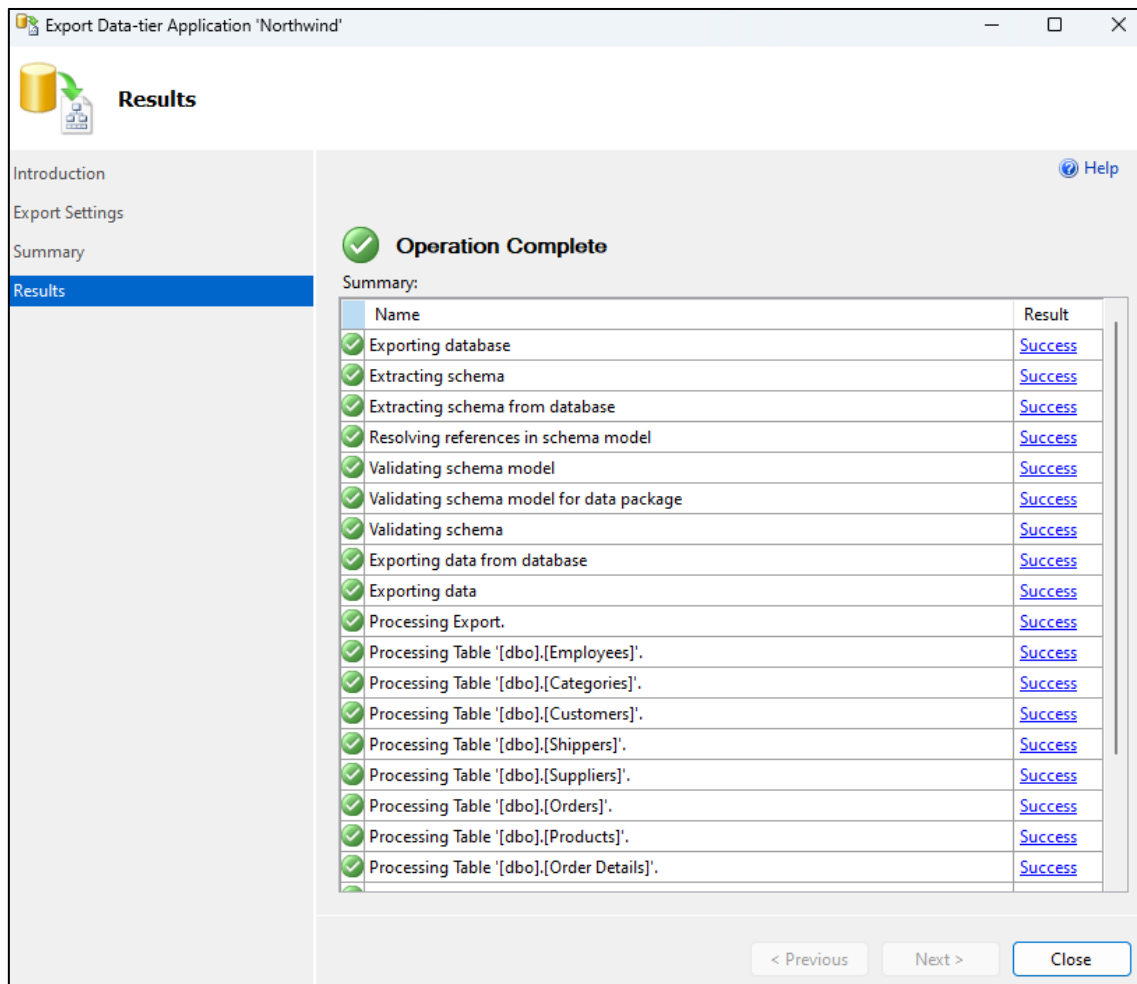 Export Data-tier Application 'Northwind'
Results
Introduction
Export Settings
Summary
Results
Help
Operation Complete
Summary:
Name Result
Exporting database Success
Extracting schema Success
Extracting schema from database Success
Resolving references in schema model Success
Validating schema model Success
Validating schema model for data package Success
Validating schema Success
Exporting data from database Success
Exporting data Success
Processing Export. Success
Processing Table '[dbo].[Employees]'. Success
Processing Table '[dbo].[Categories]'. Success
Processing Table '[dbo].[Customers]'. Success
Processing Table '[dbo].[Shippers]'. Success
Processing Table '[dbo].[Suppliers]'. Success
Processing Table '[dbo].[Orders]'. Success
Processing Table '[dbo].[Products]'. Success
Processing Table '[dbo].[Order Details]'. Success
< Previous Next > Close